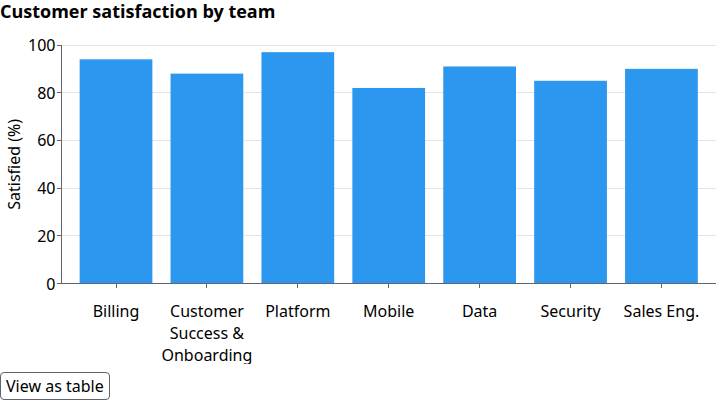 Customer satisfaction by team
100
80
60
40
20
0
Satisfied (%)
Billing
Customer
Success &
Onboarding
Platform
Mobile
Data
Security
Sales Eng.
View as table